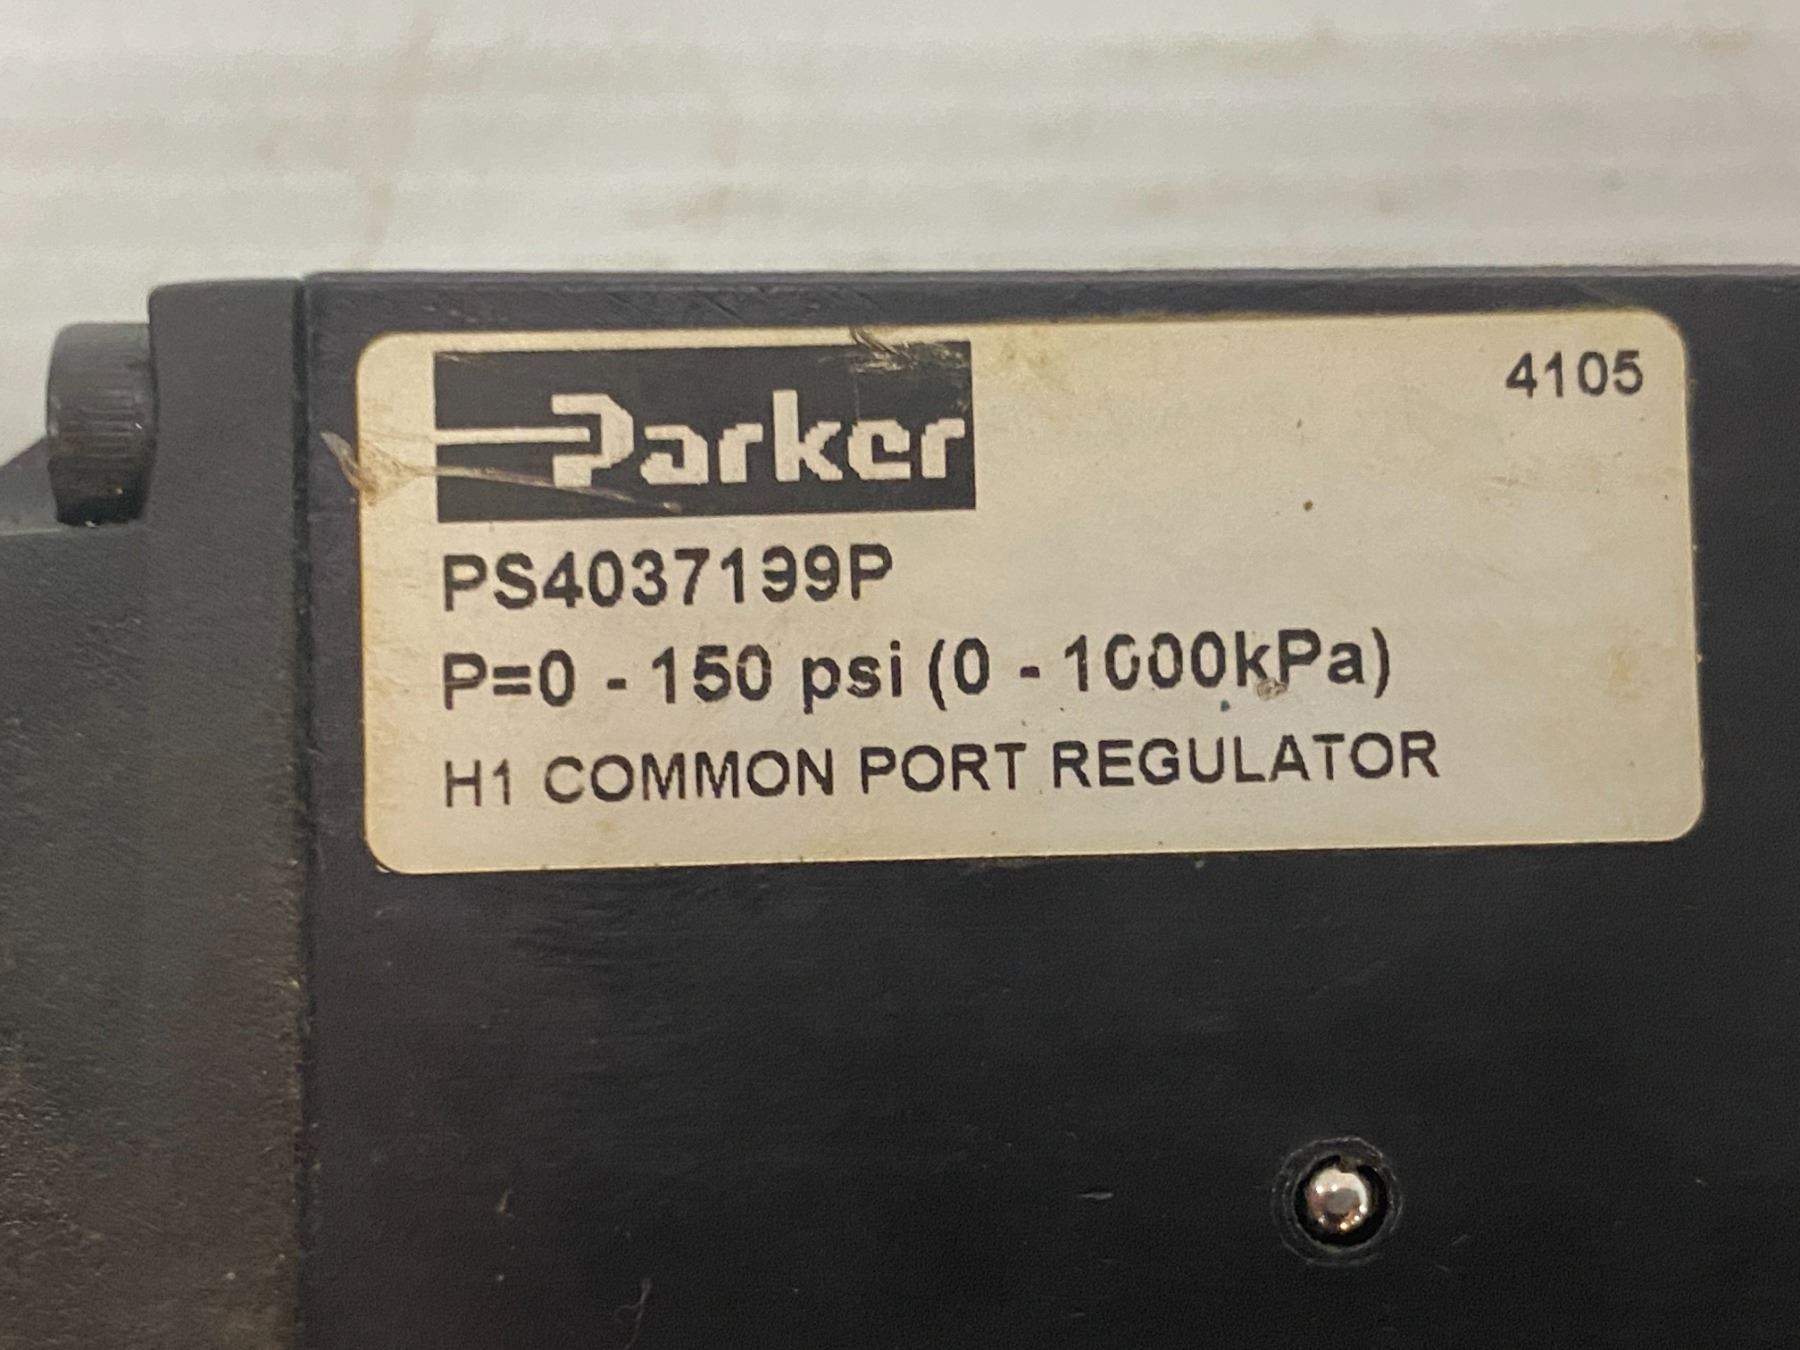 4105
Parker
PS4037199P
P=0 - 150 psi (0 - 1000kPa)
H1 COMMON PORT REGULATOR